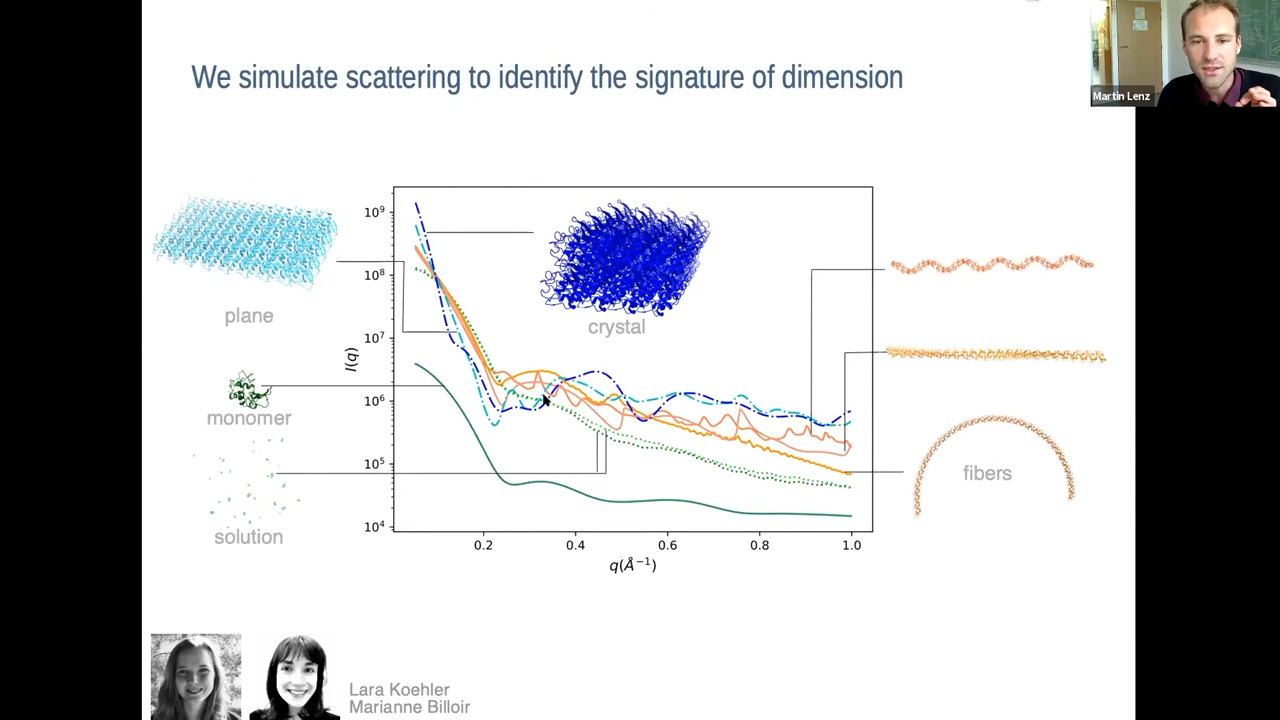 We simulate scattering to identify the signature of dimension
Martin Lenz
plane
monomer
solution
I(q)
10⁹
10⁸
10⁷
10⁶
10⁵
10⁴
0.2 0.4 0.6 0.8 1.0
q(Å⁻¹)
crystal
fibers
Lara Koehler
Marianne Billoir